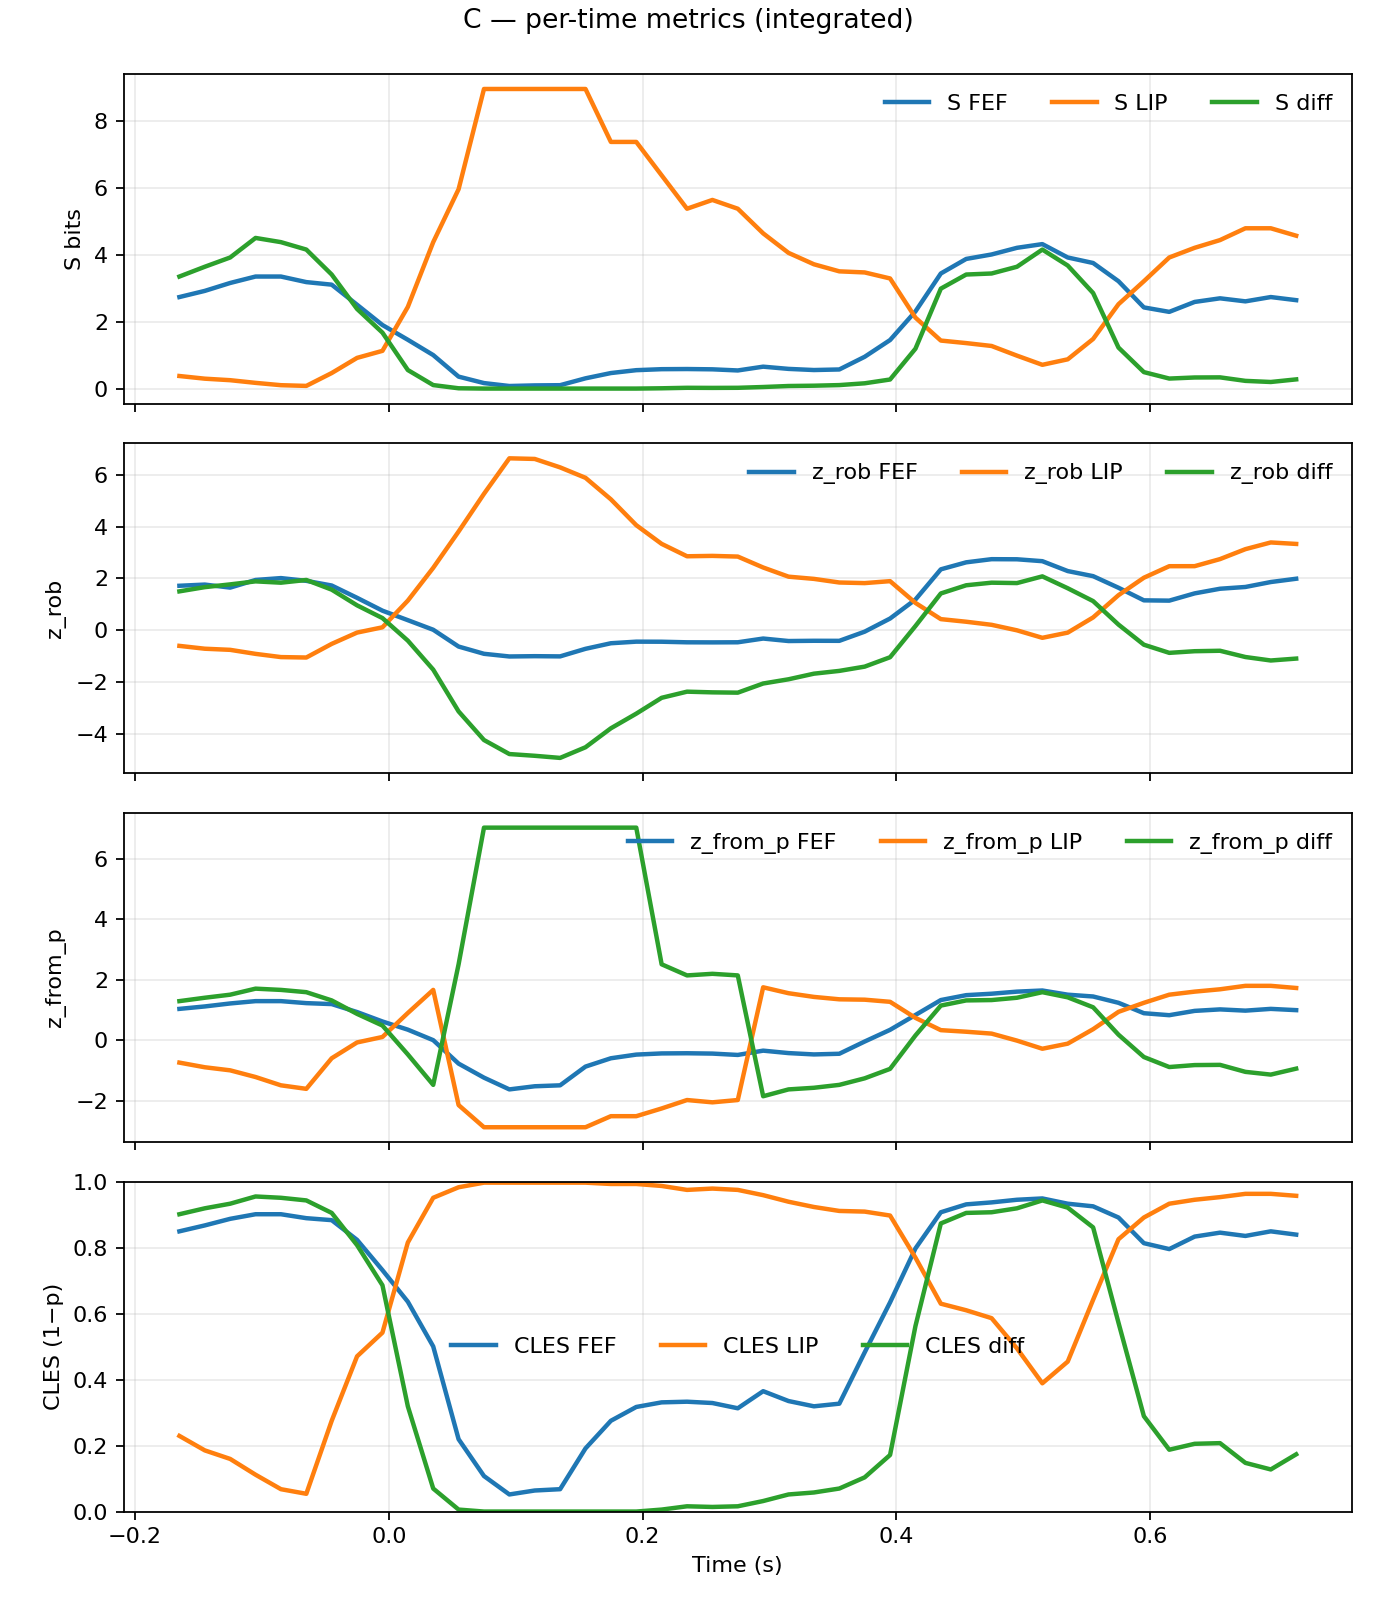 C — per-time metrics (integrated)
S FEF S LIP S diff
8
6
4
2
0
S bits
z_rob FEF z_rob LIP z_rob diff
6
4
2
0
−2
−4
z_rob
z_from_p FEF z_from_p LIP z_from_p diff
6
4
2
0
−2
z_from_p
1.0
0.8
0.6
0.4
0.2
0.0
CLES (1−p)
CLES FEF CLES LIP CLES diff
−0.2 0.0 0.2 0.4 0.6
Time (s)